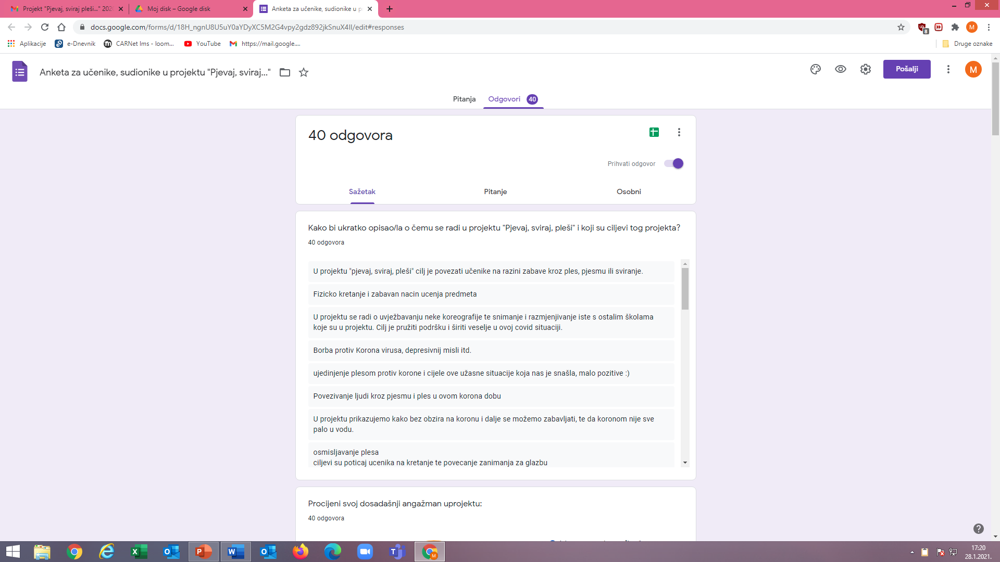 Projekt "Pjevaj, sviraj pleši..." 202
Moj disk – Google disk
Anketa za učenike, sudionike u p
docs.google.com/forms/d/18H_ngnU8U5uY0aYDyXC5M2G4vpy2gdz892jkSnuX4lI/edit#responses
8
M
Aplikacije
e-Dnevnik
CARNet lms - loom...
YouTube
https://mail.google....
Druge oznake
Anketa za učenike, sudionike u projektu "Pjevaj, sviraj..."
Pošalji
M
Pitanja
Odgovori 40
40 odgovora
Prihvati odgovor
Sažetak
Pitanje
Osobni
Kako bi ukratko opisao/la o čemu se radi u projektu "Pjevaj, sviraj, pleši" i koji su ciljevi tog projekta?
40 odgovora
U projektu "pjevaj, sviraj, pleši" cilj je povezati učenike na razini zabave kroz ples, pjesmu ili sviranje.
Fizicko kretanje i zabavan nacin ucenja predmeta
U projektu se radi o uvježbavanju neke koreografije te snimanje i razmjenjivanje iste s ostalim školama
koje su u projektu. Cilj je pružiti podršku i širiti veselje u ovoj covid situaciji.
Borba protiv Korona virusa, depresivnij misli itd.
ujedinjenje plesom protiv korone i cijele ove užasne situacije koja nas je snašla, malo pozitive :)
Povezivanje ljudi kroz pjesmu i ples u ovom korona dobu
U projektu prikazujemo kako bez obzira na koronu i dalje se možemo zabavljati, te da koronom nije sve
palo u vodu.
osmisljavanje plesa
ciljevi su poticaj ucenika na kretanje te povecanje zanimanja za glazbu
Procijeni svoj dosadašnji angažman uprojektu:
40 odgovora
17:20
28.1.2021.